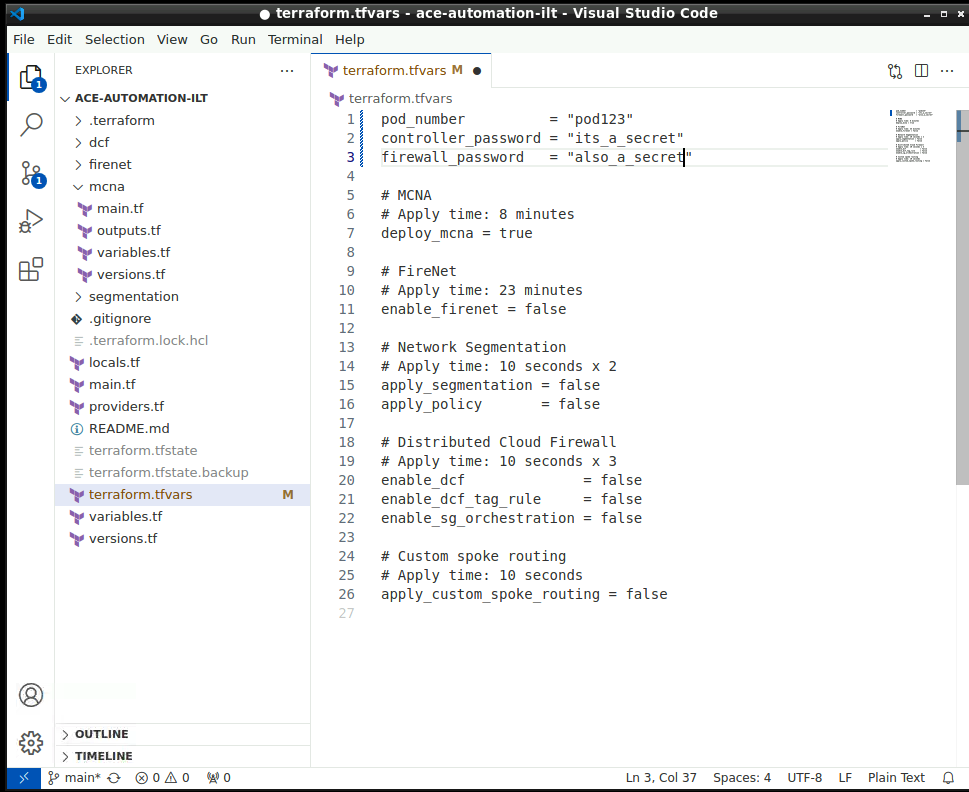 ● terraform.tfvars - ace-automation-ilt - Visual Studio Code
File Edit Selection View Go Run Terminal Help
EXPLORER
ACE-AUTOMATION-ILT
.terraform
dcf
firenet
mcna
main.tf
outputs.tf
variables.tf
versions.tf
segmentation
.gitignore
.terraform.lock.hcl
locals.tf
main.tf
providers.tf
README.md
terraform.tfstate
terraform.tfstate.backup
terraform.tfvars M
variables.tf
versions.tf
OUTLINE
TIMELINE
1
1
terraform.tfvars M ●
terraform.tfvars
1 pod_number          = "pod123"
2 controller_password = "its_a_secret"
3 firewall_password   = "also_a_secret"
4
5 # MCNA
6 # Apply time: 8 minutes
7 deploy_mcna = true
8
9 # FireNet
10 # Apply time: 23 minutes
11 enable_firenet = false
12
13 # Network Segmentation
14 # Apply time: 10 seconds x 2
15 apply_segmentation = false
16 apply_policy       = false
17
18 # Distributed Cloud Firewall
19 # Apply time: 10 seconds x 3
20 enable_dcf              = false
21 enable_dcf_tag_rule     = false
22 enable_sg_orchestration = false
23
24 # Custom spoke routing
25 # Apply time: 10 seconds
26 apply_custom_spoke_routing = false
27
main* 0 0 0 Ln 3, Col 37 Spaces: 4 UTF-8 LF Plain Text